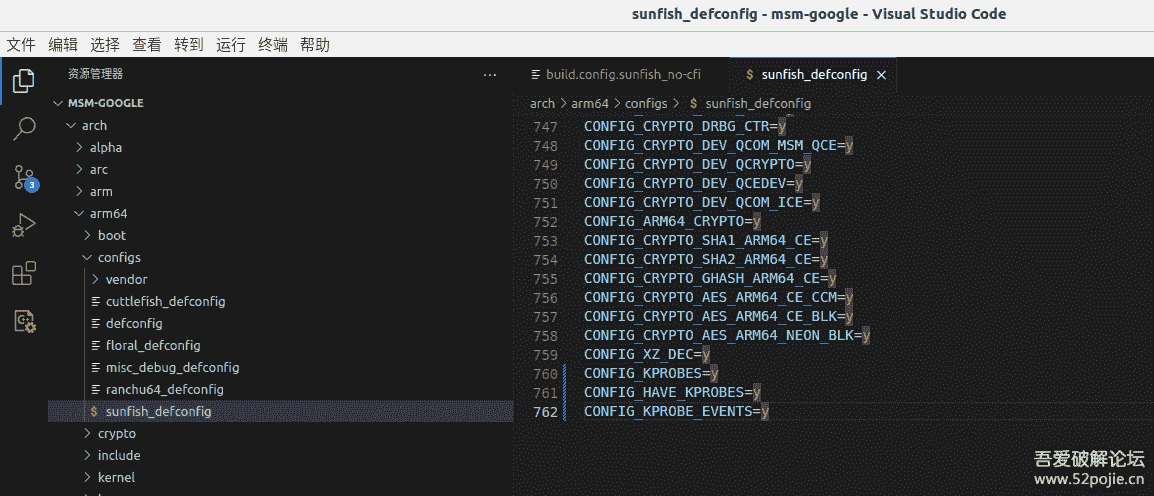 sunfish_defconfig - msm-google - Visual Studio Code
文件 编辑 选择 查看 转到 运行 终端 帮助
资源管理器 ...
MSM-GOOGLE
arch
alpha
arc
arm
arm64
boot
configs
vendor
cuttlefish_defconfig
defconfig
floral_defconfig
misc_debug_defconfig
ranchu64_defconfig
$ sunfish_defconfig
crypto
include
kernel
3
build.config.sunfish_no-cfi $ sunfish_defconfig ×
arch > arm64 > configs > $ sunfish_defconfig
747 CONFIG_CRYPTO_DRBG_CTR=y
748 CONFIG_CRYPTO_DEV_QCOM_MSM_QCE=y
749 CONFIG_CRYPTO_DEV_QCRYPTO=y
750 CONFIG_CRYPTO_DEV_QCEDEV=y
751 CONFIG_CRYPTO_DEV_QCOM_ICE=y
752 CONFIG_ARM64_CRYPTO=y
753 CONFIG_CRYPTO_SHA1_ARM64_CE=y
754 CONFIG_CRYPTO_SHA2_ARM64_CE=y
755 CONFIG_CRYPTO_GHASH_ARM64_CE=y
756 CONFIG_CRYPTO_AES_ARM64_CE_CCM=y
757 CONFIG_CRYPTO_AES_ARM64_CE_BLK=y
758 CONFIG_CRYPTO_AES_ARM64_NEON_BLK=y
759 CONFIG_XZ_DEC=y
760 CONFIG_KPROBES=y
761 CONFIG_HAVE_KPROBES=y
762 CONFIG_KPROBE_EVENTS=y
吾爱破解论坛
www.52pojie.cn